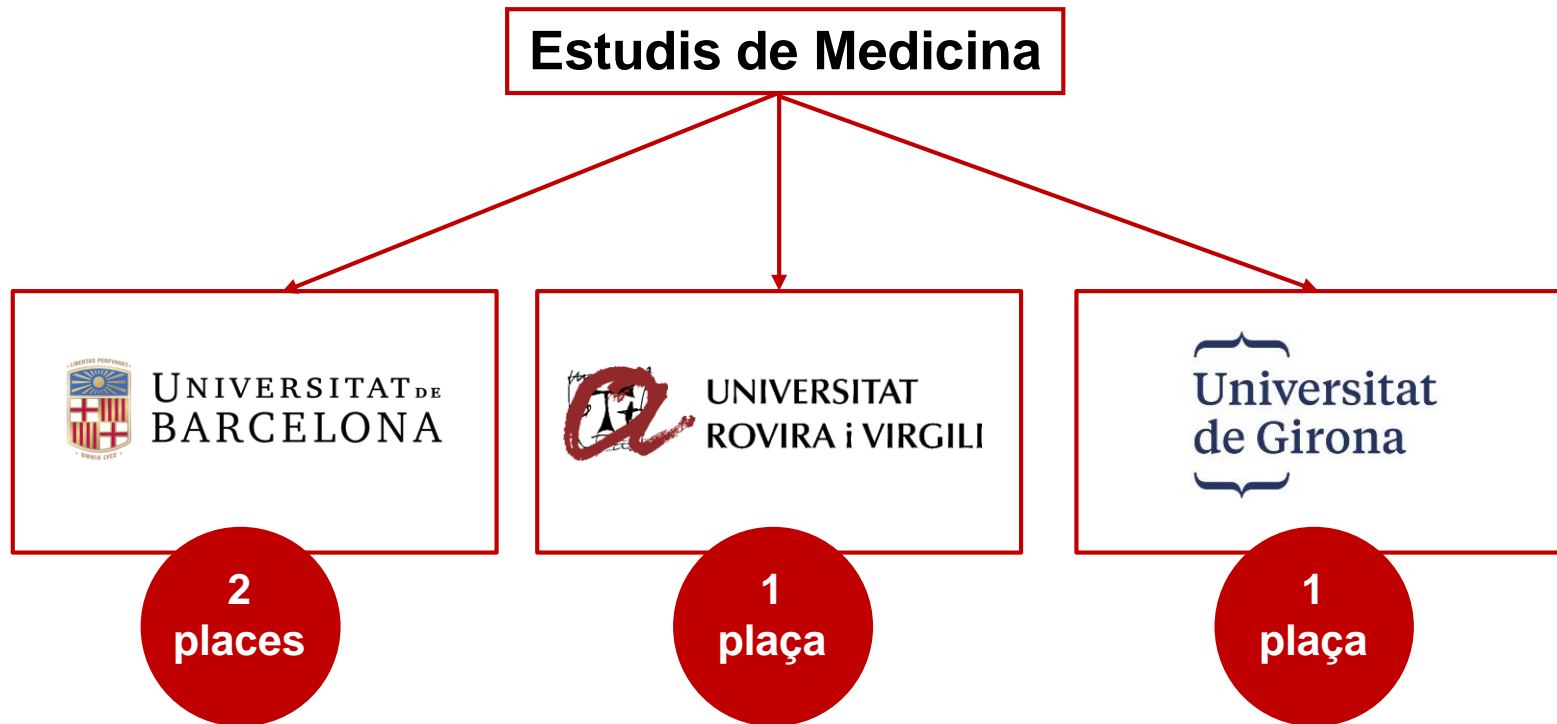 Estudis de Medicina
· LIBERTAS PERFVNDET ·
UNIVERSITAT DE
BARCELONA
· OMNIA LVCE ·
UNIVERSITAT
ROVIRA i VIRGILI
Universitat
de Girona
2
places
1
plaça
1
plaça